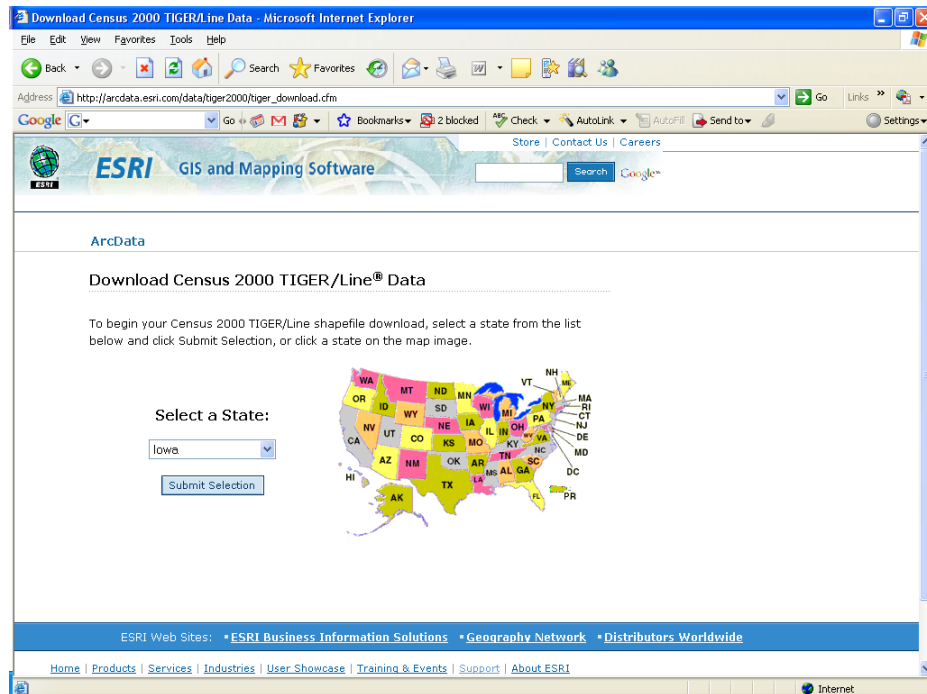 Download Census 2000 TIGER/Line Data - Microsoft Internet Explorer
File Edit View Favorites Tools Help
Back Search Favorites
Address http://arcdata.esri.com/data/tiger2000/tiger_download.cfm Go Links »
Google G Go Bookmarks 2 blocked ABC Check AutoLink AutoFill Send to Settings
Store | Contact Us | Careers
ESRI ESRI GIS and Mapping Software Search Google™
ArcData
Download Census 2000 TIGER/Line® Data
To begin your Census 2000 TIGER/Line shapefile download, select a state from the list
below and click Submit Selection, or click a state on the map image.
Select a State:
Iowa
Submit Selection
WA MT ND MN VT NH ME
OR ID WY SD WI MI NY MA
RI
CT
NV UT NE IA IL IN OH PA NJ
CA CO KS MO KY WV VA DE
AZ NM OK AR TN NC MD
HI TX LA MS AL GA SC DC
AK FL PR
ESRI Web Sites: ▪ ESRI Business Information Solutions ▪ Geography Network ▪ Distributors Worldwide
Home | Products | Services | Industries | User Showcase | Training & Events | Support | About ESRI
Internet